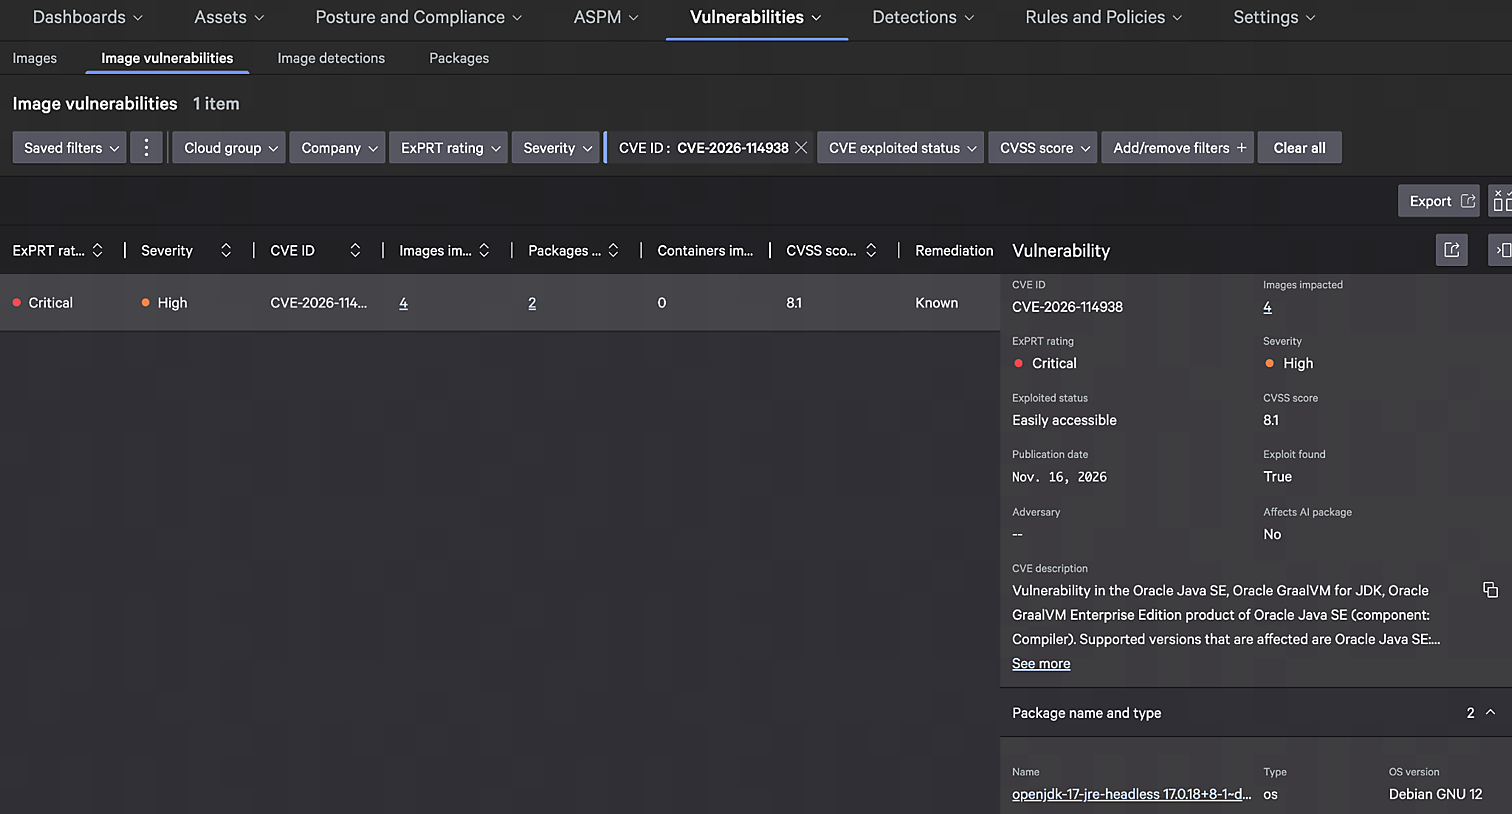 Dashboards Assets Posture and Compliance ASPM Vulnerabilities Detections Rules and Policies Settings
Images Image vulnerabilities Image detections Packages
Image vulnerabilities 1 item
Saved filters Cloud group Company ExPRT rating Severity CVE ID : CVE-2026-114938 CVE exploited status CVSS score Add/remove filters + Clear all
Export
ExPRT rat... Severity CVE ID Images im... Packages ... Containers im... CVSS sco... Remediation
Critical High CVE-2026-114... 4 2 0 8.1 Known
Vulnerability
CVE ID Images impacted
CVE-2026-114938 4
ExPRT rating Severity
Critical High
Exploited status CVSS score
Easily accessible 8.1
Publication date Exploit found
Nov. 16, 2026 True
Adversary Affects AI package
-- No
CVE description
Vulnerability in the Oracle Java SE, Oracle GraalVM for JDK, Oracle
GraalVM Enterprise Edition product of Oracle Java SE (component:
Compiler). Supported versions that are affected are Oracle Java SE:...
See more
Package name and type 2
Name Type OS version
openjdk-17-jre-headless 17.0.18+8-1~d... os Debian GNU 12